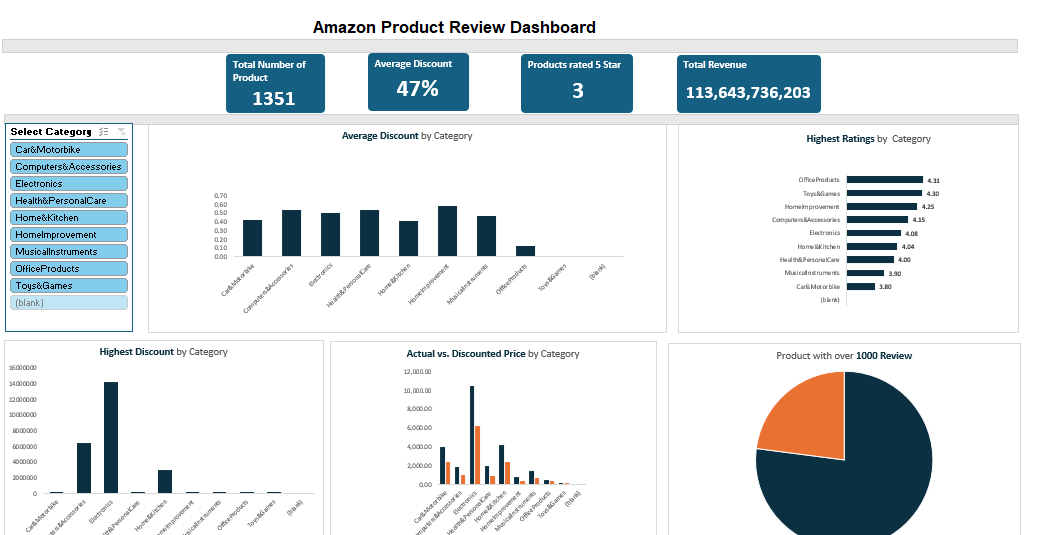 Amazon Product Review Dashboard
Total Number of
Product
1351
Average Discount
47%
Products rated 5 Star
3
Total Revenue
113,643,736,203
Select Category
Car&Motorbike
Computers&Accessories
Electronics
Health&PersonalCare
Home&Kitchen
HomeImprovement
MusicalInstruments
OfficeProducts
Toys&Games
(blank)
Average Discount by Category
0.70
0.60
0.50
0.40
0.30
0.20
0.10
0.00
Car&Motorbike
Computers&Accessories
Electronics
Health&PersonalCare
Home&Kitchen
HomeImprovement
MusicalInstruments
OfficeProducts
Toys&Games
(blank)
Highest Ratings by Category
OfficeProducts 4.31
Toys&Games 4.30
HomeImprovement 4.25
Computers&Accessories 4.15
Electronics 4.08
Home&Kitchen 4.04
Health&PersonalCare 4.00
MusicalInstruments 3.90
Car&Motorbike 3.80
(blank)
Highest Discount by Category
16000000
14000000
12000000
10000000
8000000
6000000
4000000
2000000
0
Car&Motorbike
ers&Accessories
Electronics
th&PersonalCare
Home&Kitchen
omeImprovement
sicalInstruments
OfficeProducts
Toys&Games
(blank)
Actual vs. Discounted Price by Category
12,000.00
10,000.00
8,000.00
6,000.00
4,000.00
2,000.00
0.00
Car&Motorbike
mputers&Accessories
Electronics
Health&PersonalCare
Home&Kitchen
HomeImprovement
MusicalInstruments
OfficeProducts
Toys&Games
(blank)
Product with over 1000 Review